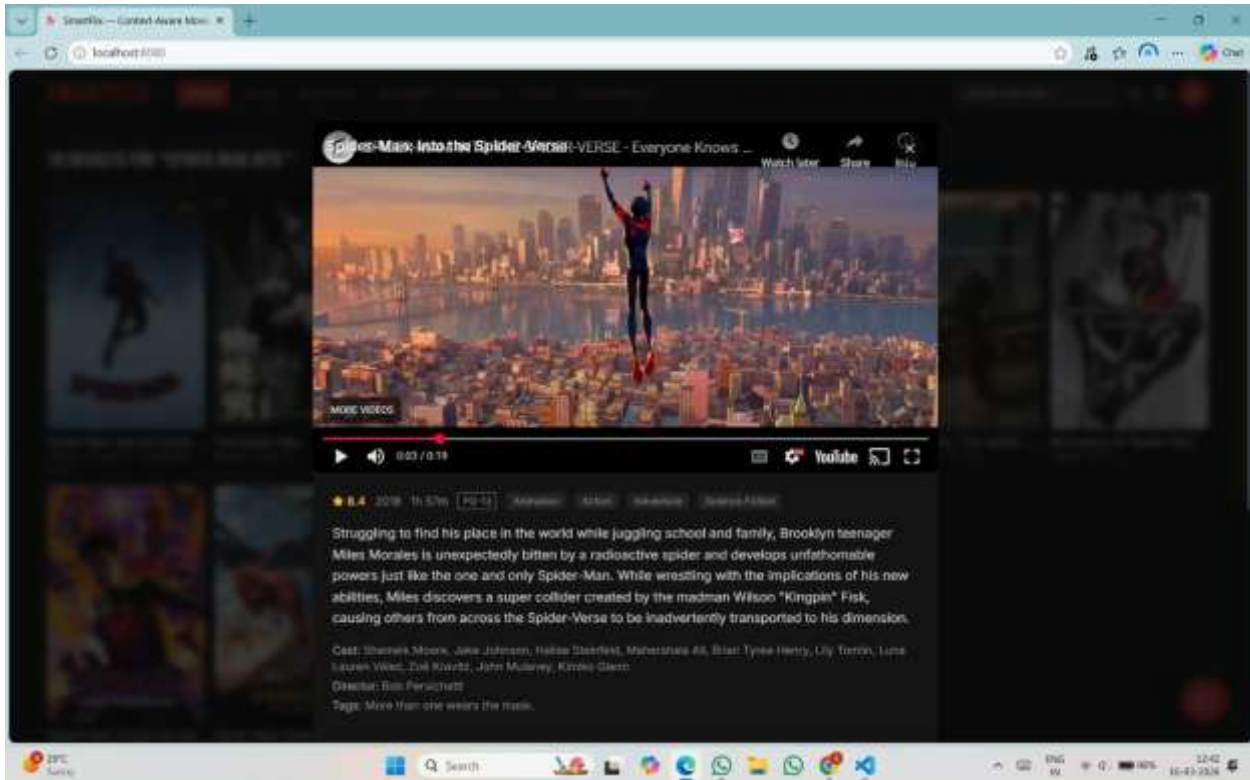 SmartFlix — Context-Aware Movi
localhost:8080
Chat
Spider-Man: Into the Spider-Verse
R-VERSE - Everyone Knows ...
Watch later
Share
MORE VIDEOS
0:03 / 0:19
YouTube
8.4 2018 1h 57m PG-13 Animation Action Adventure Science Fiction
Struggling to find his place in the world while juggling school and family, Brooklyn teenager
Miles Morales is unexpectedly bitten by a radioactive spider and develops unfathomable
powers just like the one and only Spider-Man. While wrestling with the implications of his new
abilities, Miles discovers a super collider created by the madman Wilson "Kingpin" Fisk,
causing others from across the Spider-Verse to be inadvertently transported to his dimension.
Cast: Shameik Moore, Jake Johnson, Hailee Steinfeld, Mahershala Ali, Brian Tyree Henry, Lily Tomlin, Luna
Lauren Velez, Zoë Kravitz, John Mulaney, Kimiko Glenn
Director: Bob Persichetti
Tags: More than one wears the mask.
29°C
Sunny
Search
ENG
IN
12:42